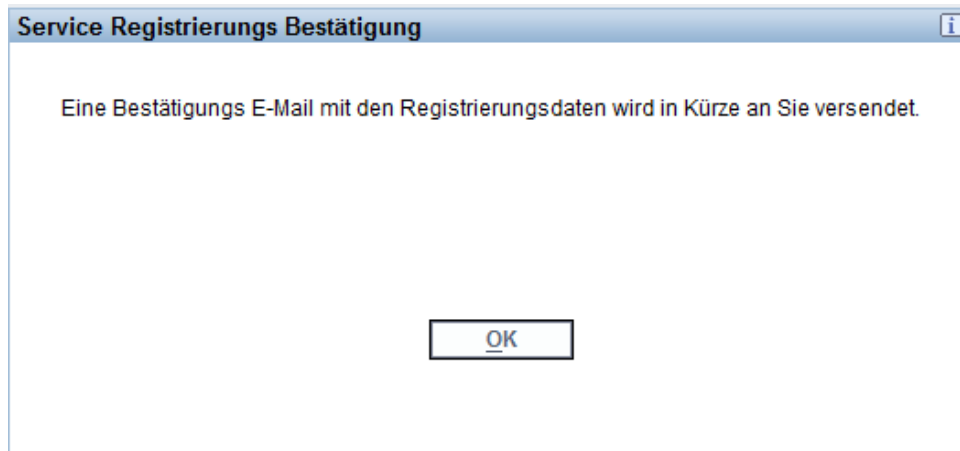 Service Registrierungs Bestätigung i
Eine Bestätigungs E-Mail mit den Registrierungsdaten wird in Kürze an Sie versendet.
OK